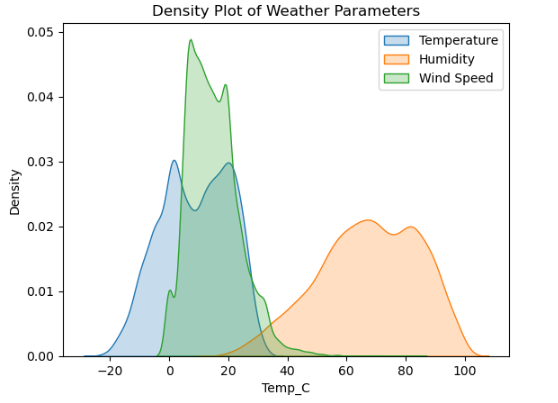 Density Plot of Weather Parameters
Temperature
Humidity
Wind Speed
Density
0.05
0.04
0.03
0.02
0.01
0.00
−20 0 20 40 60 80 100
Temp_C